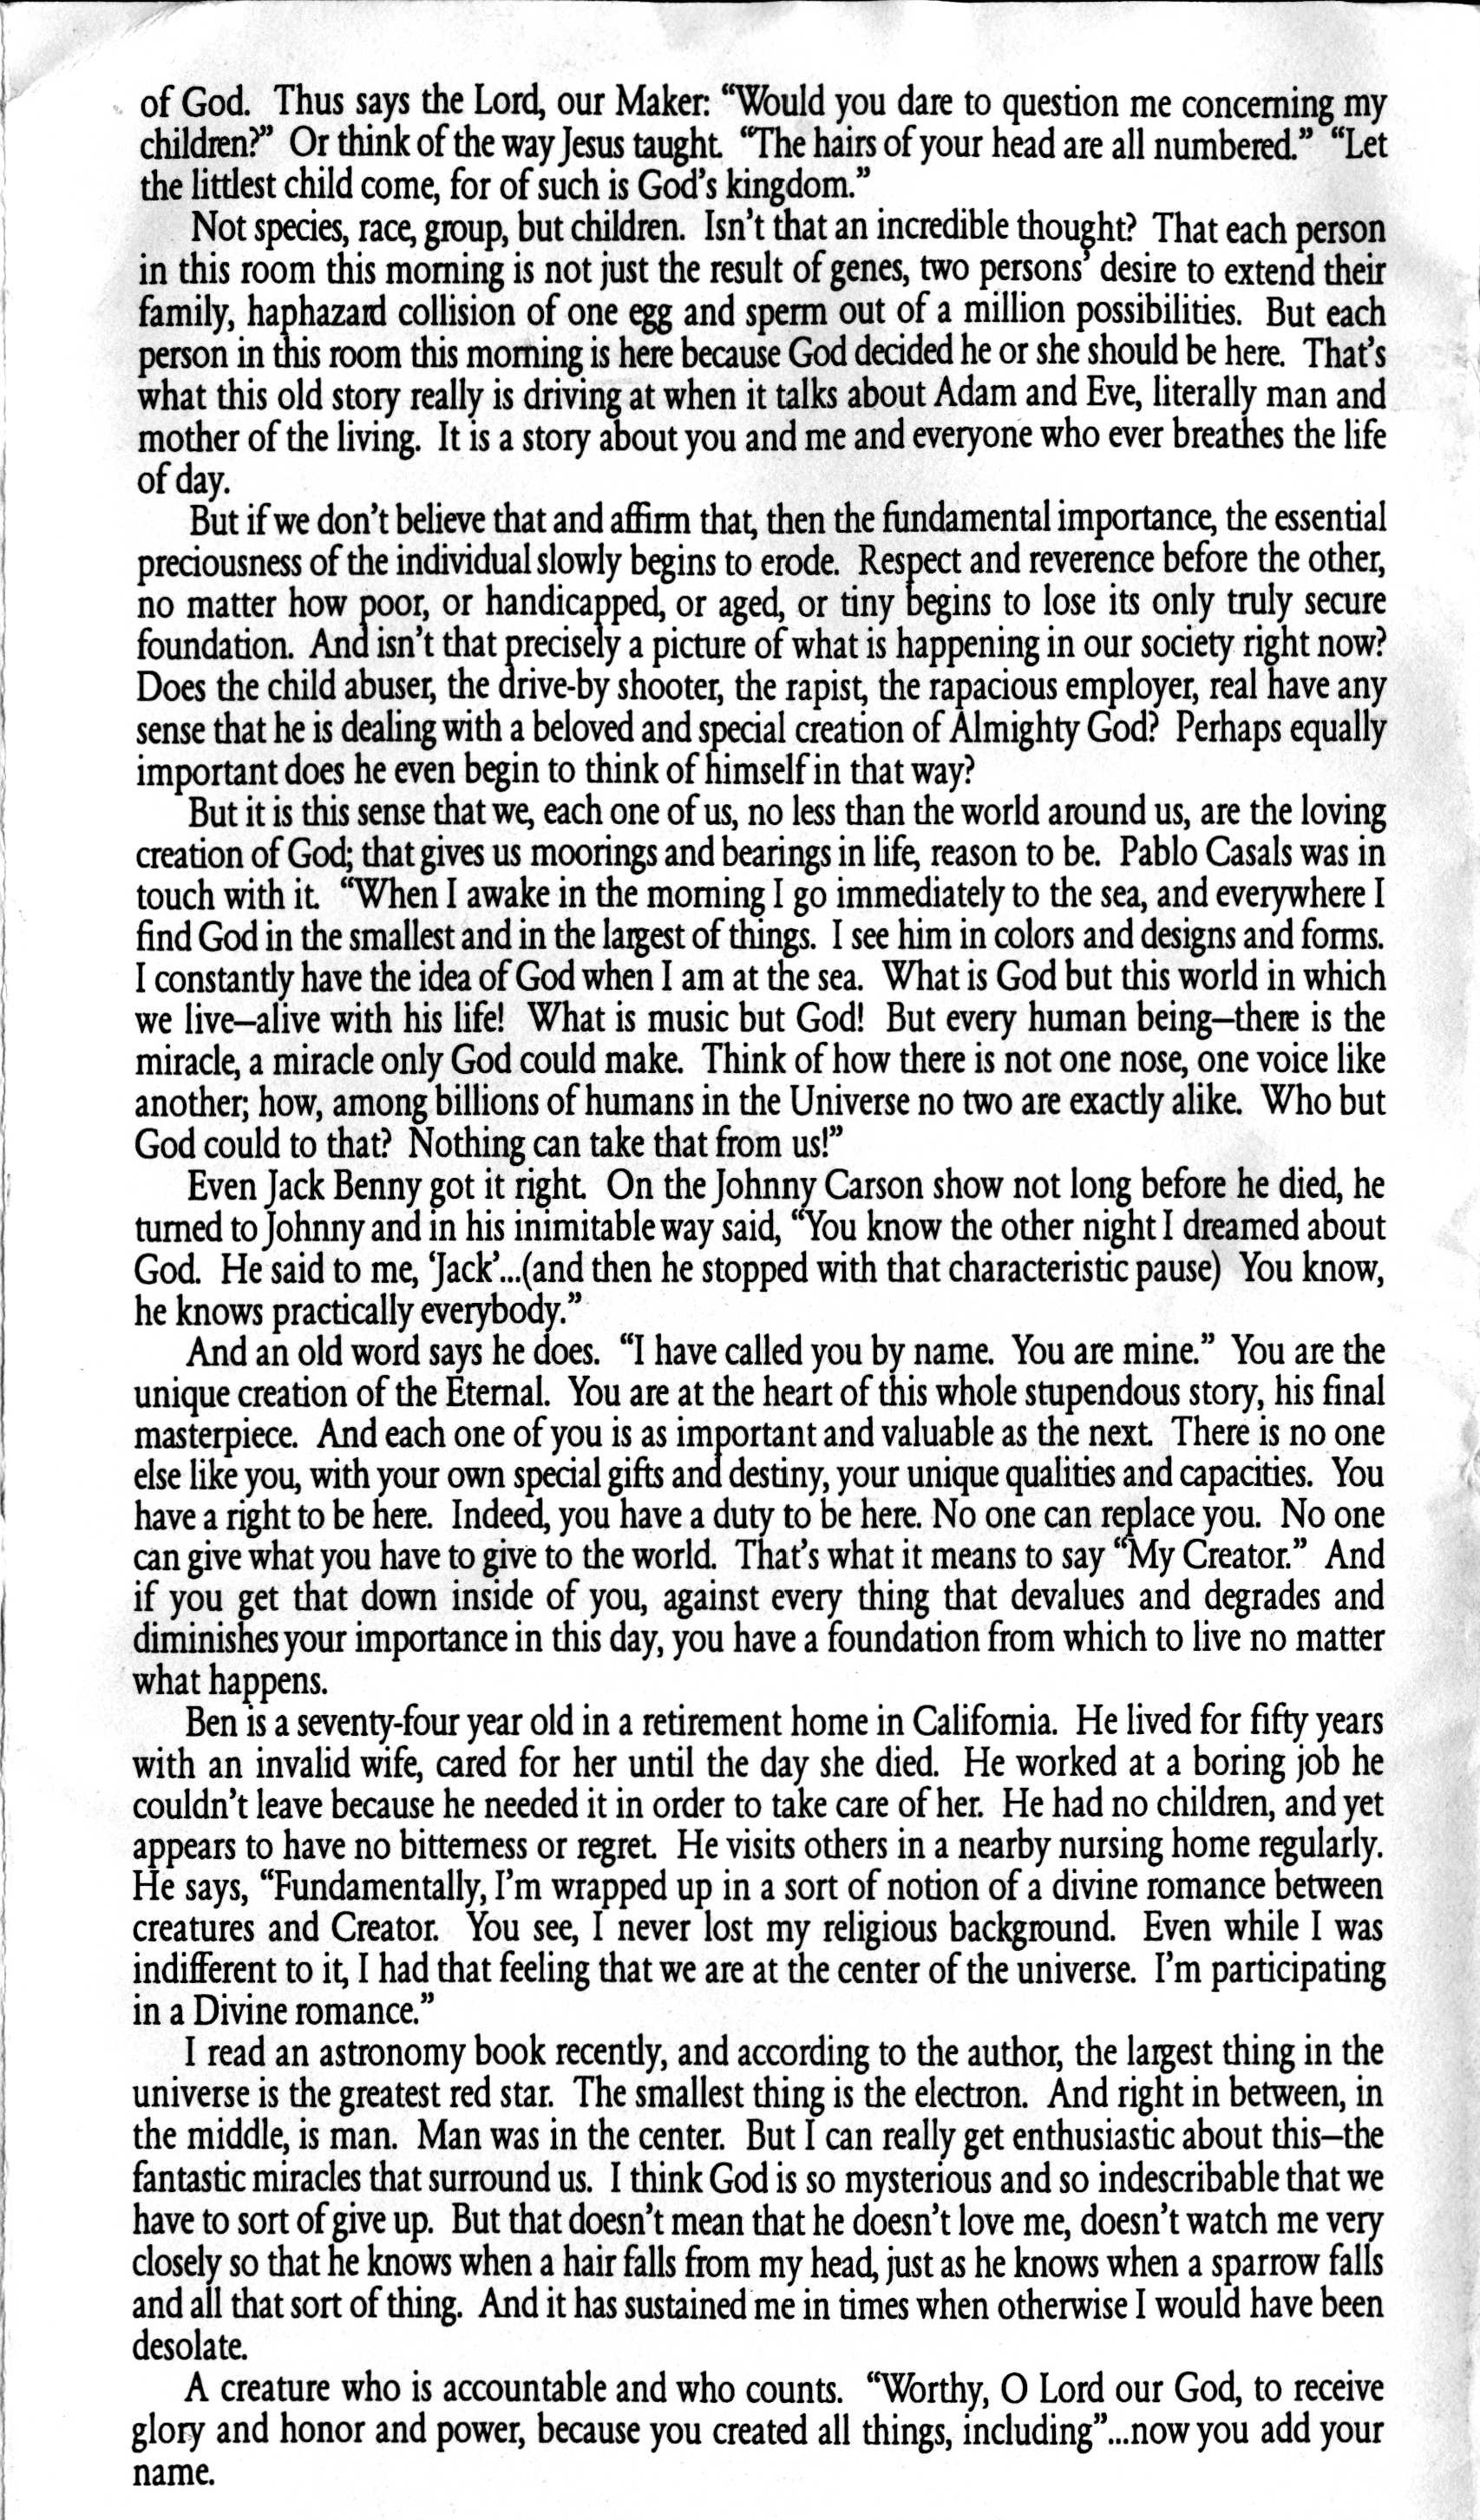 of God. Thus says the Lord, our Maker: “Would you dare to question me concerning my
children?” Or think of the way Jesus taught. “The hairs of your head are all numbered.” “Let
the littlest child come, for of such is God’s kingdom.”
Not species, race, group, but children. Isn’t that an incredible thought? That each person
in this room this morning is not just the result of genes, two persons’ desire to extend their
family, haphazard collision of one egg and sperm out of a million possibilities. But each
person in this room this morning is here because God decided he or she should be here. That’s
what this old story really is driving at when it talks about Adam and Eve, literally man and
mother of the living. It is a story about you and me and everyone who ever breathes the life
of day.
But if we don’t believe that and affirm that, then the fundamental importance, the essential
preciousness of the individual slowly begins to erode. Respect and reverence before the other,
no matter how poor, or handicapped, or aged, or tiny begins to lose its only truly secure
foundation. And isn’t that precisely a picture of what is happening in our society right now?
Does the child abuser, the drive-by shooter, the rapist, the rapacious employer, real have any
sense that he is dealing with a beloved and special creation of Almighty God? Perhaps equally
important does he even begin to think of himself in that way?
But it is this sense that we, each one of us, no less than the world around us, are the loving
creation of God; that gives us moorings and bearings in life, reason to be. Pablo Casals was in
touch with it. “When I awake in the morning I go immediately to the sea, and everywhere I
find God in the smallest and in the largest of things. I see him in colors and designs and forms.
I constantly have the idea of God when I am at the sea. What is God but this world in which
we live–alive with his life! What is music but God! But every human being–there is the
miracle, a miracle only God could make. Think of how there is not one nose, one voice like
another; how, among billions of humans in the Universe no two are exactly alike. Who but
God could to that? Nothing can take that from us!”
Even Jack Benny got it right. On the Johnny Carson show not long before he died, he
turned to Johnny and in his inimitable way said, “You know the other night I dreamed about
God. He said to me, ‘Jack’...(and then he stopped with that characteristic pause) You know,
he knows practically everybody.”
And an old word says he does. “I have called you by name. You are mine.” You are the
unique creation of the Eternal. You are at the heart of this whole stupendous story, his final
masterpiece. And each one of you is as important and valuable as the next. There is no one
else like you, with your own special gifts and destiny, your unique qualities and capacities. You
have a right to be here. Indeed, you have a duty to be here. No one can replace you. No one
can give what you have to give to the world. That’s what it means to say “My Creator.” And
if you get that down inside of you, against every thing that devalues and degrades and
diminishes your importance in this day, you have a foundation from which to live no matter
what happens.
Ben is a seventy-four year old in a retirement home in California. He lived for fifty years
with an invalid wife, cared for her until the day she died. He worked at a boring job he
couldn’t leave because he needed it in order to take care of her. He had no children, and yet
appears to have no bitterness or regret. He visits others in a nearby nursing home regularly.
He says, “Fundamentally, I’m wrapped up in a sort of notion of a divine romance between
creatures and Creator. You see, I never lost my religious background. Even while I was
indifferent to it, I had that feeling that we are at the center of the universe. I’m participating
in a Divine romance.”
I read an astronomy book recently, and according to the author, the largest thing in the
universe is the greatest red star. The smallest thing is the electron. And right in between, in
the middle, is man. Man was in the center. But I can really get enthusiastic about this–the
fantastic miracles that surround us. I think God is so mysterious and so indescribable that we
have to sort of give up. But that doesn’t mean that he doesn’t love me, doesn’t watch me very
closely so that he knows when a hair falls from my head, just as he knows when a sparrow falls
and all that sort of thing. And it has sustained me in times when otherwise I would have been
desolate.
A creature who is accountable and who counts. “Worthy, O Lord our God, to receive
glory and honor and power, because you created all things, including”...now you add your
name.